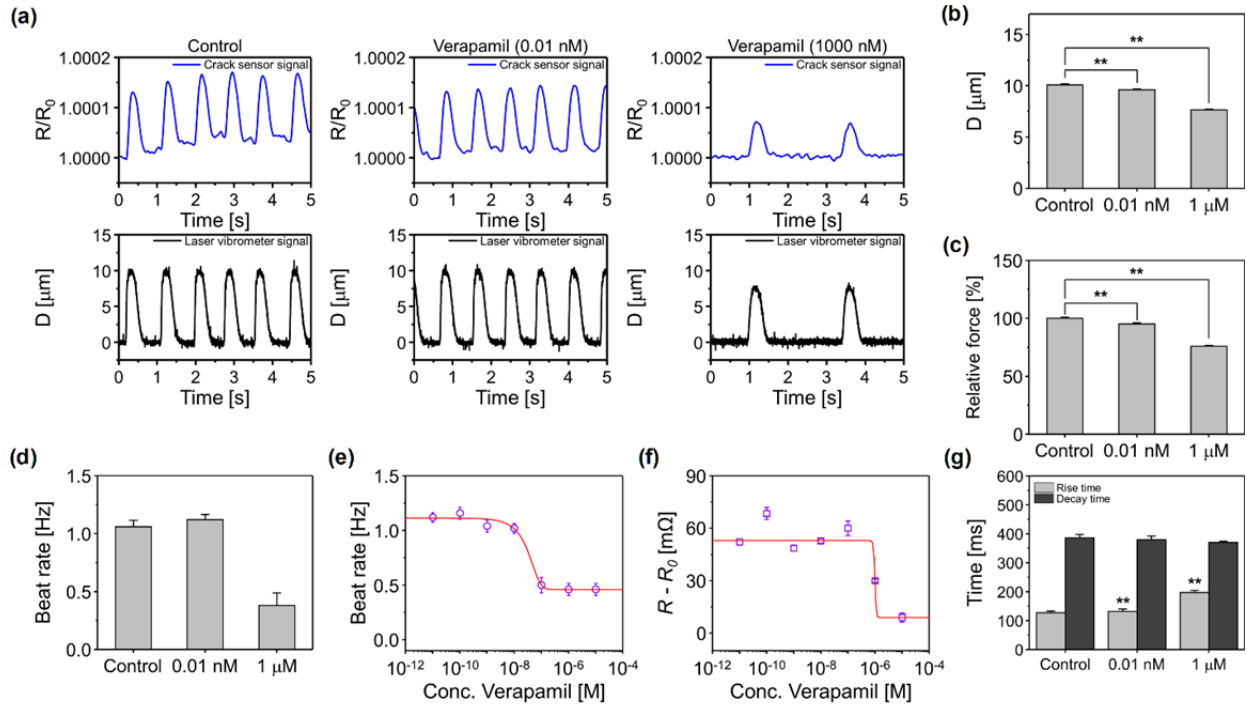 (a)
Control
Crack sensor signal
R/R0
1.0002
1.0001
1.0000
0 1 2 3 4 5
Time [s]
Verapamil (0.01 nM)
Crack sensor signal
R/R0
1.0002
1.0001
1.0000
0 1 2 3 4 5
Time [s]
Verapamil (1000 nM)
Crack sensor signal
R/R0
1.0002
1.0001
1.0000
0 1 2 3 4 5
Time [s]
Laser vibrometer signal
D [μm]
15
10
5
0
0 1 2 3 4 5
Time [s]
Laser vibrometer signal
D [μm]
15
10
5
0
0 1 2 3 4 5
Time [s]
Laser vibrometer signal
D [μm]
15
10
5
0
0 1 2 3 4 5
Time [s]
(b)
D [μm]
15
10
5
0
**
**
Control 0.01 nM 1 μM
(c)
Relative force [%]
150
100
50
0
**
**
Control 0.01 nM 1 μM
(d)
Beat rate [Hz]
1.5
1.0
0.5
0.0
Control 0.01 nM 1 μM
(e)
Beat rate [Hz]
1.5
1.0
0.5
0.0
10-12 10-10 10-8 10-6 10-4
Conc. Verapamil [M]
(f)
R - R0 [mΩ]
90
60
30
0
10-12 10-10 10-8 10-6 10-4
Conc. Verapamil [M]
(g)
Time [ms]
600
500
400
300
200
100
0
Rise time
Decay time
**
**
Control 0.01 nM 1 μM